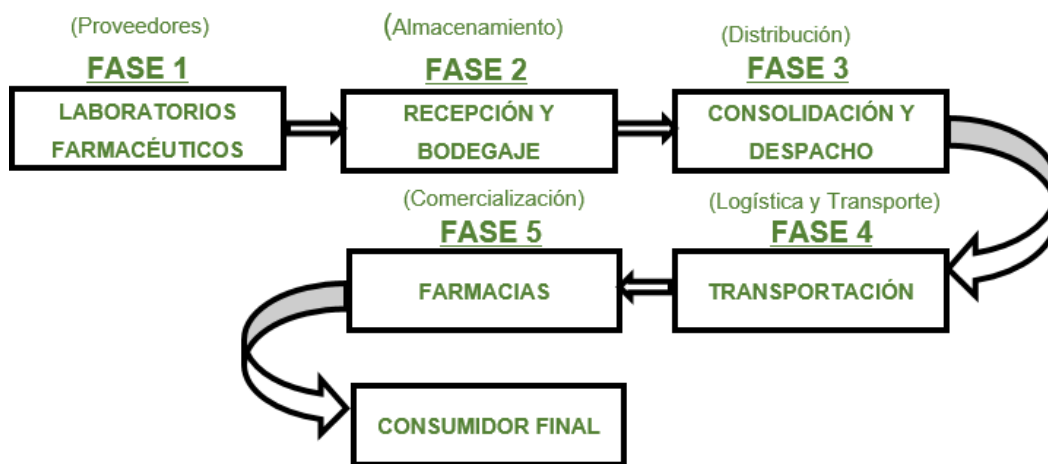 (Proveedores)
FASE 1
LABORATORIOS
FARMACÉUTICOS
(Almacenamiento)
FASE 2
RECEPCIÓN Y
BODEGAJE
(Distribución)
FASE 3
CONSOLIDACIÓN Y
DESPACHO
(Logística y Transporte)
FASE 4
TRANSPORTACIÓN
(Comercialización)
FASE 5
FARMACIAS
CONSUMIDOR FINAL